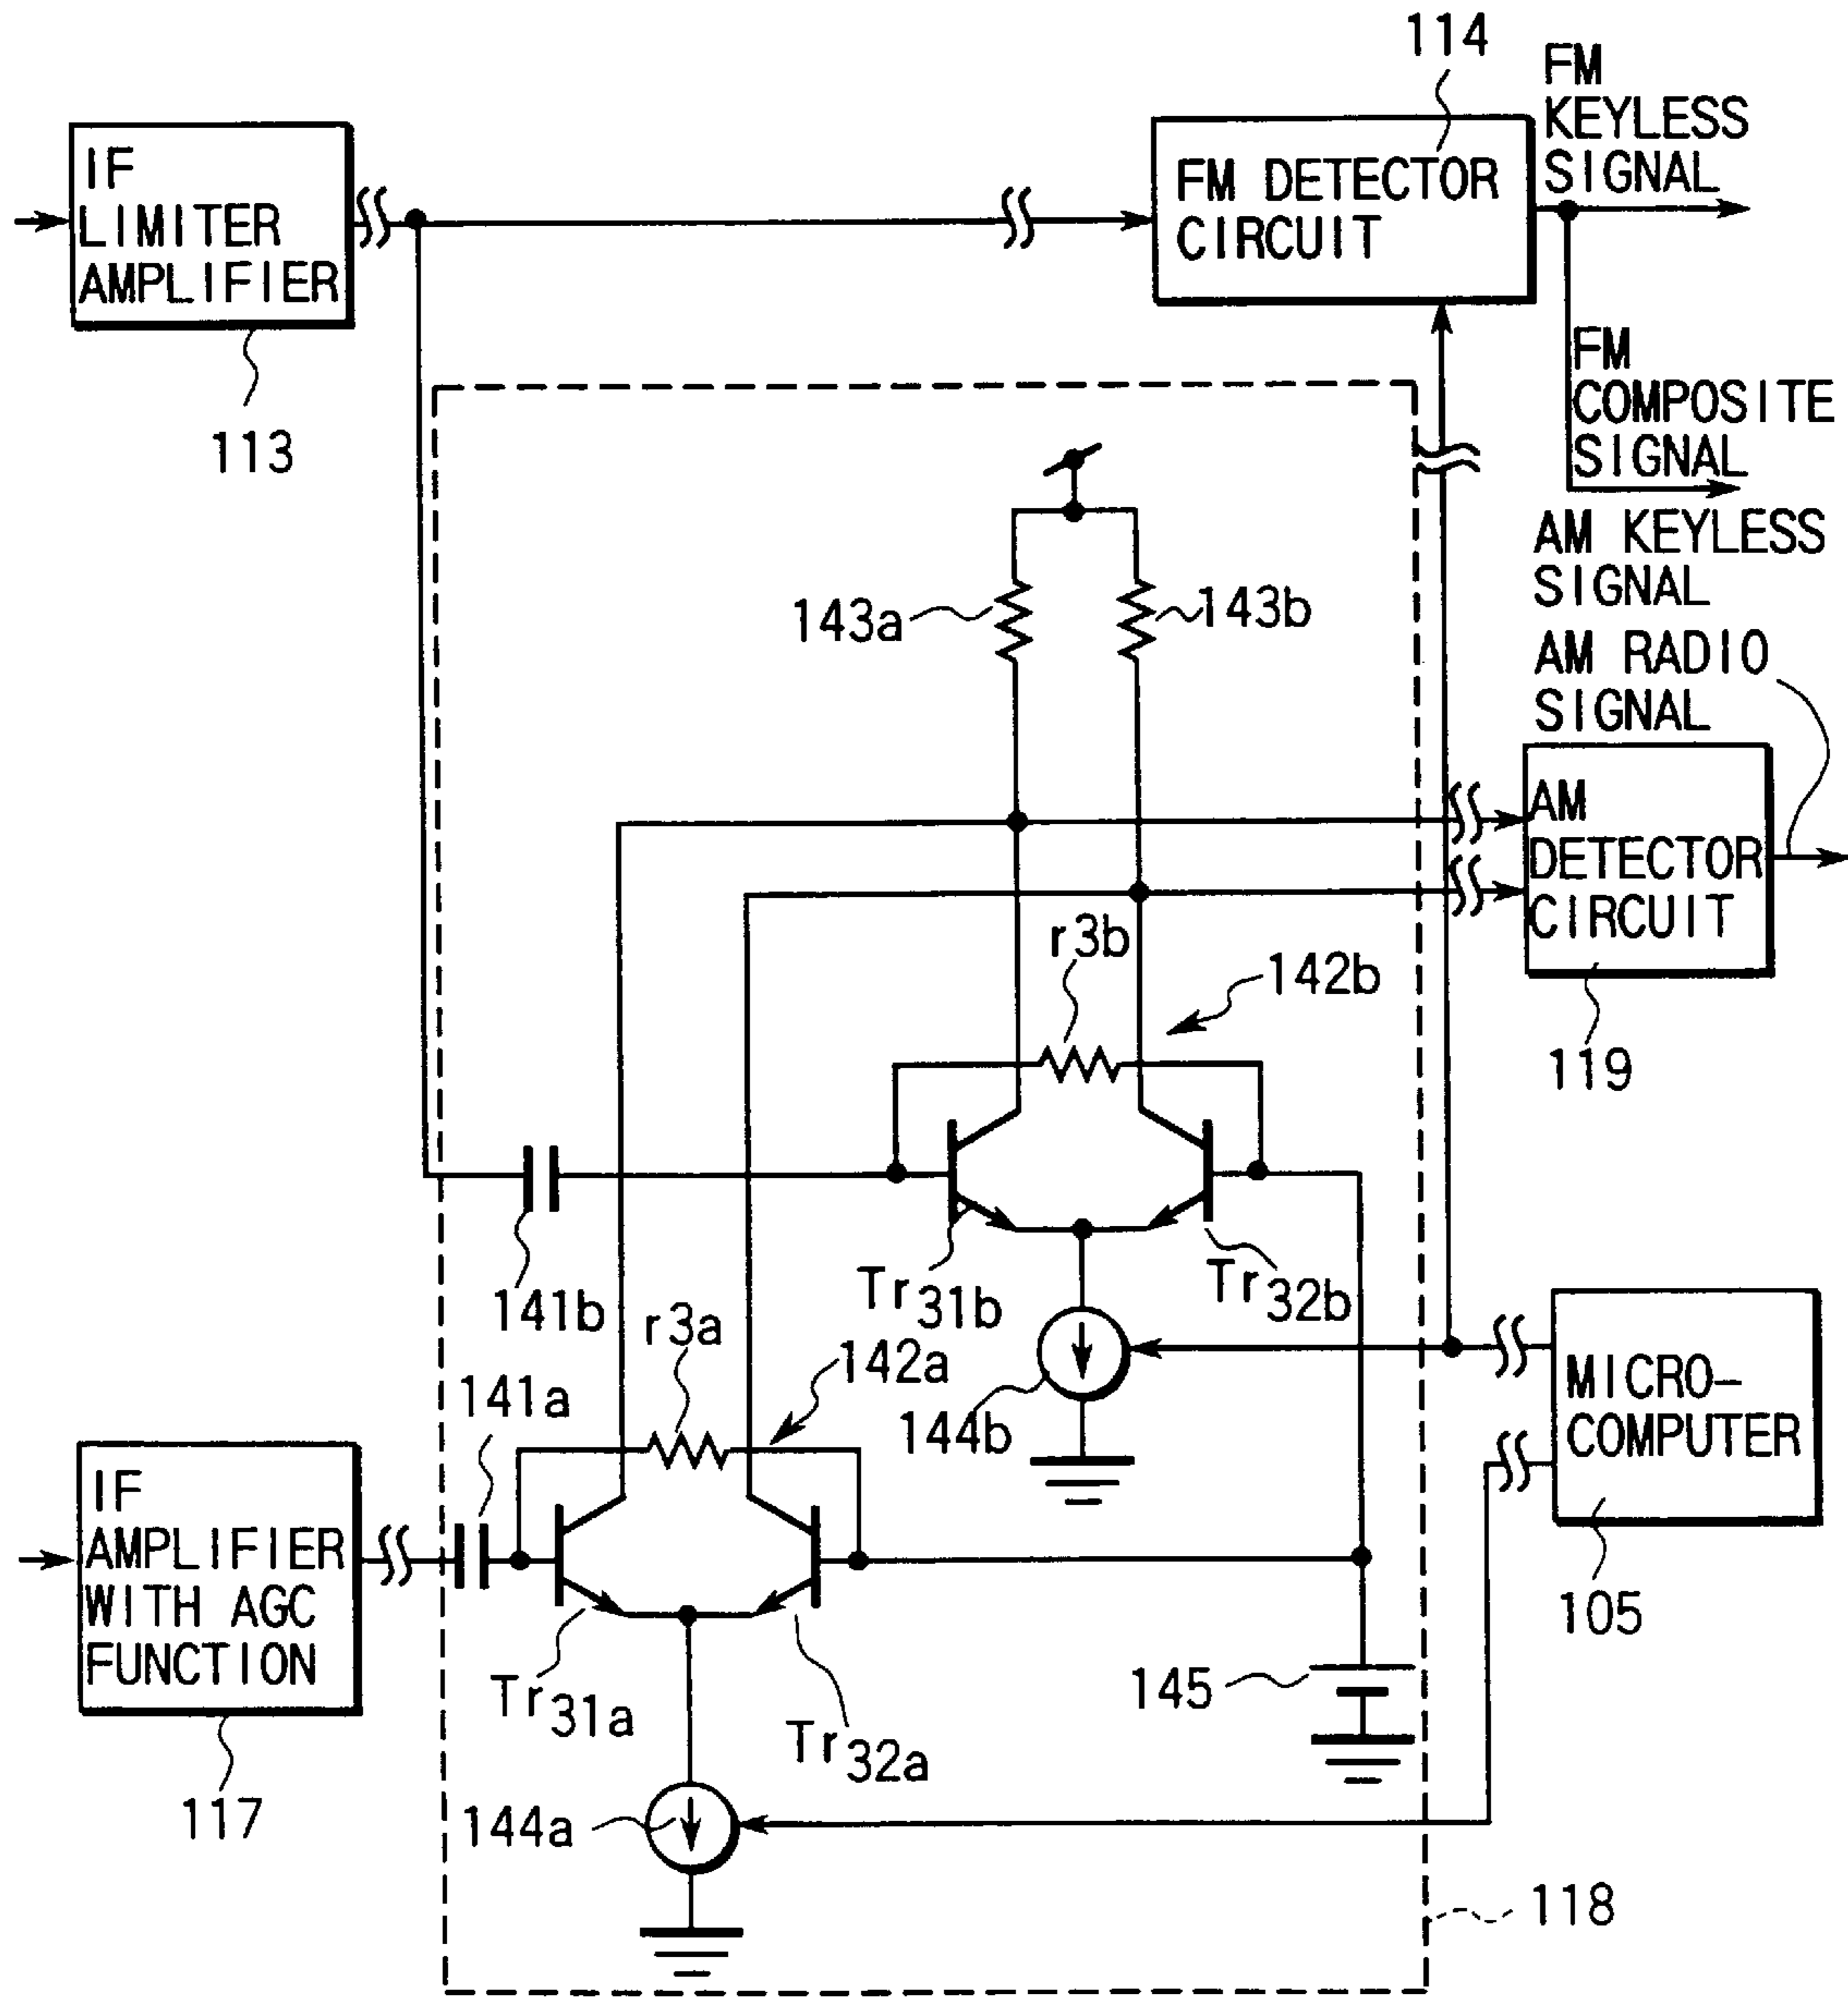 114
FM
KEYLESS
SIGNAL
IF
LIMITER
AMPLIFIER
FM DETECTOR
CIRCUIT
113
FM
COMPOSITE
SIGNAL
AM KEYLESS
SIGNAL
143a
143b
AM RADIO
SIGNAL
AM
DETECTOR
CIRCUIT
r3b
142b
119
141b
Tr31b
Tr32b
r3a
142a
141a
144b
MICRO-
COMPUTER
IF
AMPLIFIER
WITH AGC
FUNCTION
105
Tr31a
Tr32a
145
117
144a
118